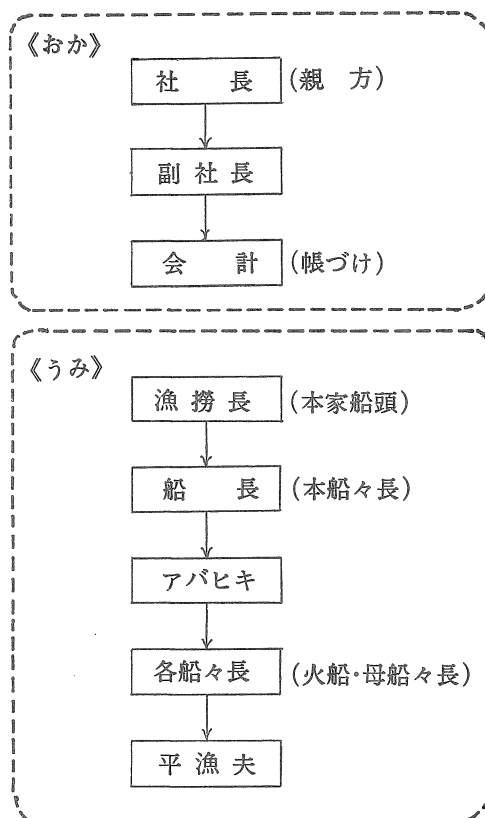 《おか》
社長 (親方)
副社長
会計 (帳づけ)
《うみ》
漁撈長 (本家船頭)
船長 (本船々長)
アバヒキ
各船々長 (火船・母船々長)
平漁夫